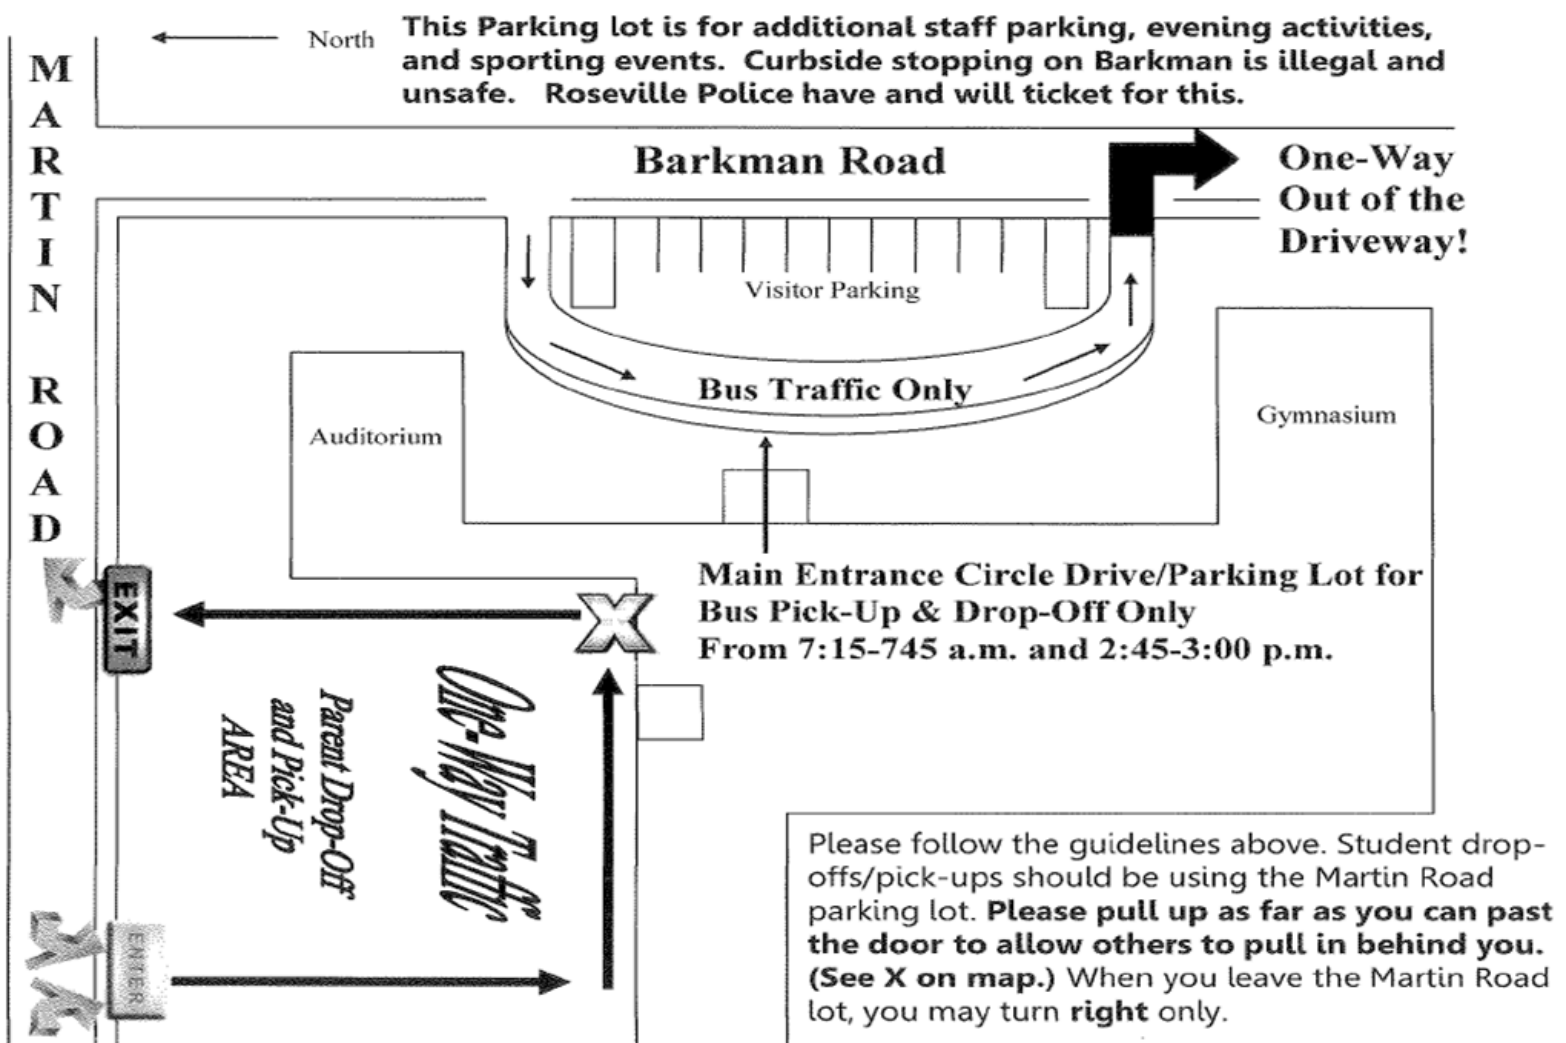 North
This Parking lot is for additional staff parking, evening activities,
and sporting events. Curbside stopping on Barkman is illegal and
unsafe. Roseville Police have and will ticket for this.
MARTIN ROAD
Barkman Road
One-Way
Out of the
Driveway!
Visitor Parking
Bus Traffic Only
Auditorium
Gymnasium
Main Entrance Circle Drive/Parking Lot for
Bus Pick-Up & Drop-Off Only
From 7:15-745 a.m. and 2:45-3:00 p.m.
EXIT
X
One-Way Traffic
Parent Drop-Off
and Pick-Up
AREA
ENTER
Please follow the guidelines above. Student drop-
offs/pick-ups should be using the Martin Road
parking lot. Please pull up as far as you can past
the door to allow others to pull in behind you.
(See X on map.) When you leave the Martin Road
lot, you may turn right only.